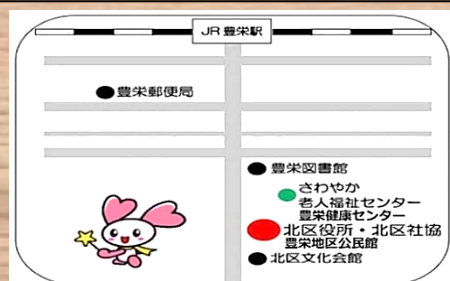 JR豊栄駅
豊栄郵便局
豊栄図書館
さわやか
老人福祉センター
豊栄健康センター
北区役所・北区社協
豊栄地区公民館
北区文化会館